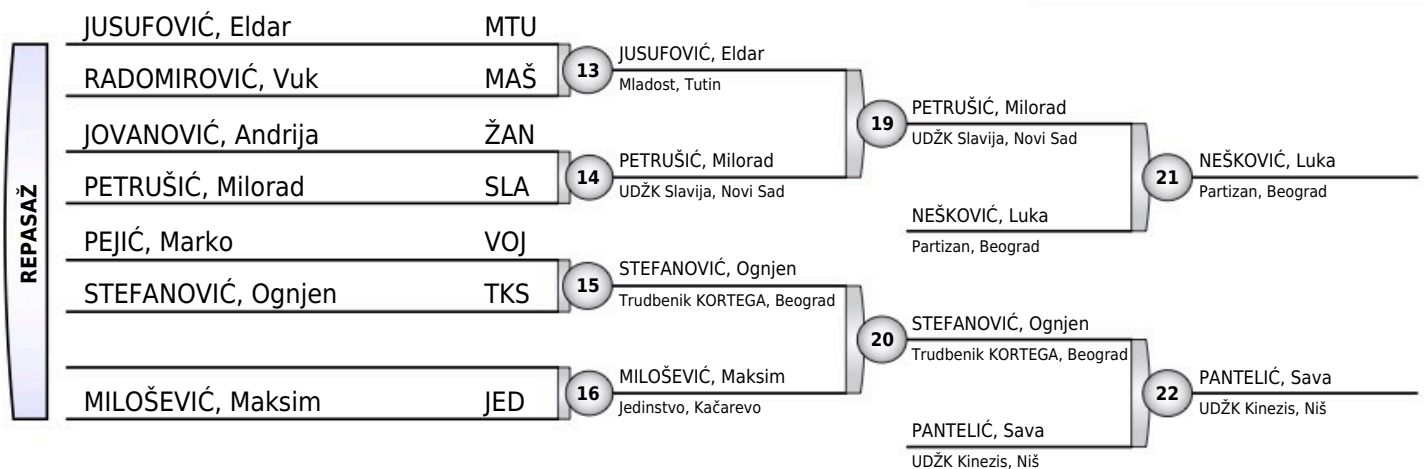 REPASAŽ
JUSUFOVIĆ, Eldar MTU
RADOMIROVIĆ, Vuk MAŠ
JOVANOVIĆ, Andrija ŽAN
PETRUŠIĆ, Milorad SLA
PEJIĆ, Marko VOJ
STEFANOVIĆ, Ognjen TKS
MILOŠEVIĆ, Maksim JED
13
JUSUFOVIĆ, Eldar
Mladost, Tutin
14
PETRUŠIĆ, Milorad
UDŽK Slavija, Novi Sad
15
STEFANOVIĆ, Ognjen
Trudbenik KORTEGA, Beograd
16
MILOŠEVIĆ, Maksim
Jedinstvo, Kačarevo
19
PETRUŠIĆ, Milorad
UDŽK Slavija, Novi Sad
NEŠKOVIĆ, Luka
Partizan, Beograd
20
STEFANOVIĆ, Ognjen
Trudbenik KORTEGA, Beograd
PANTELIĆ, Sava
UDŽK Kinezis, Niš
21
NEŠKOVIĆ, Luka
Partizan, Beograd
22
PANTELIĆ, Sava
UDŽK Kinezis, Niš